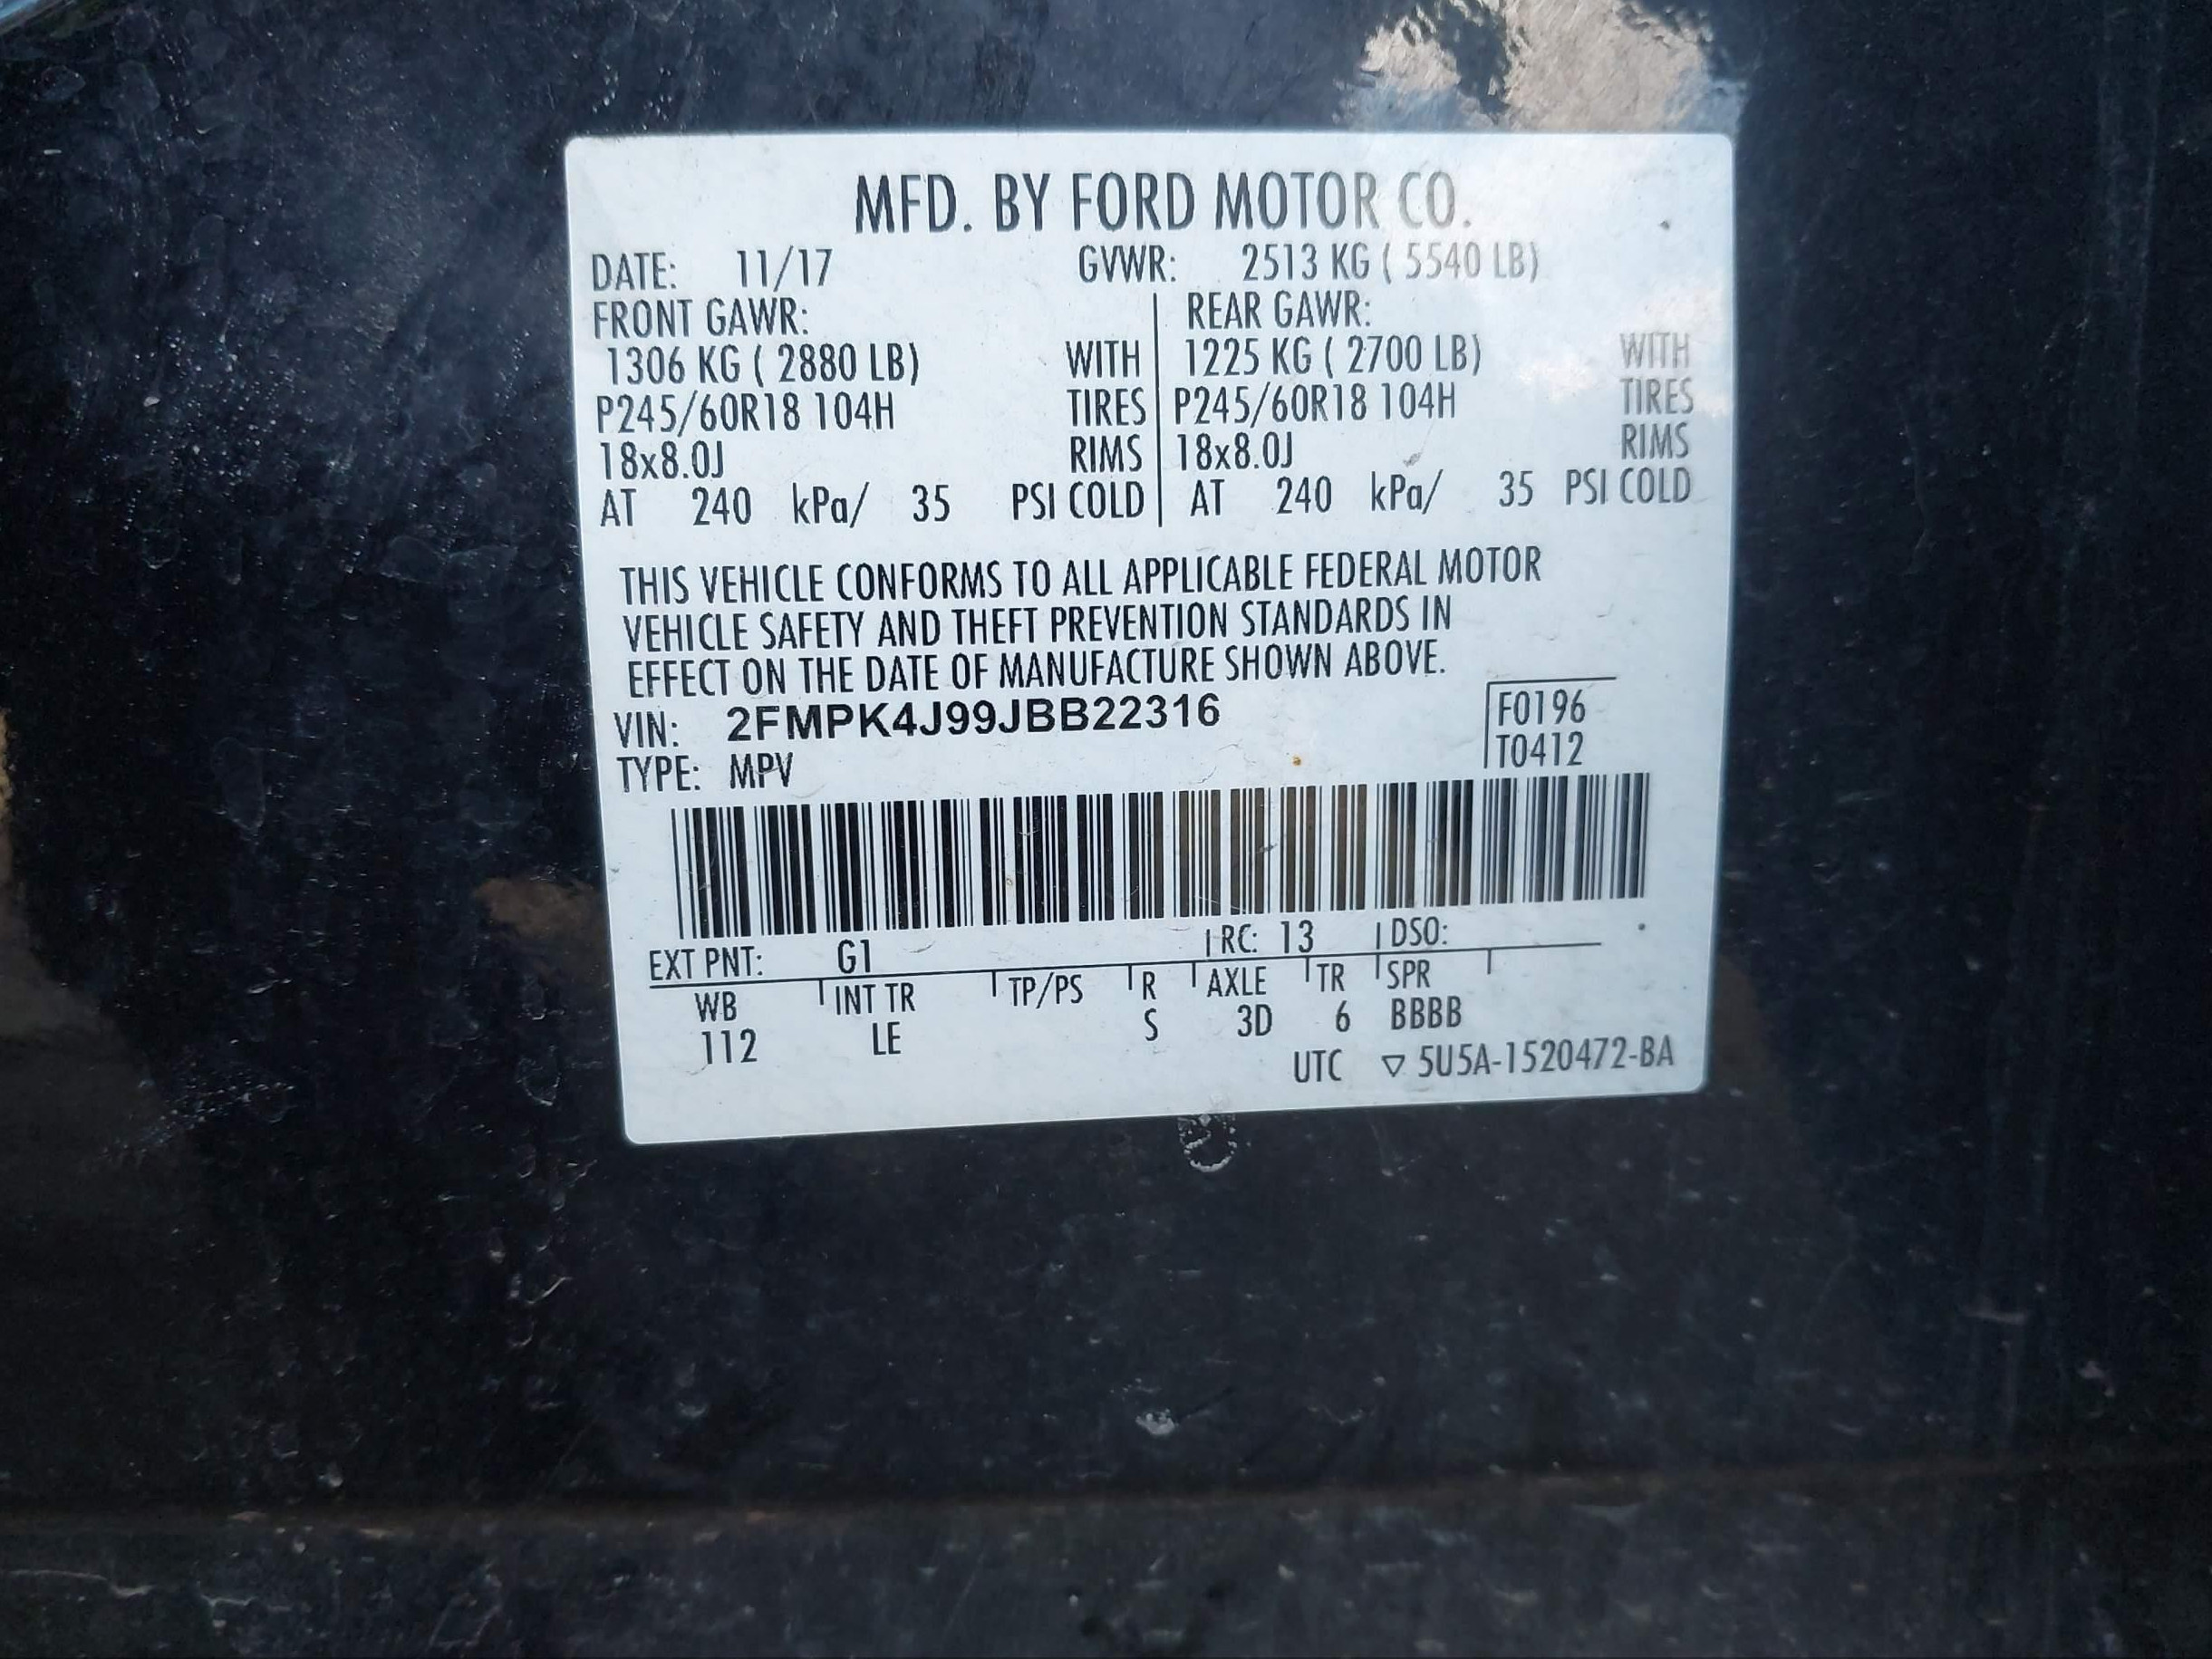 MFD. BY FORD MOTOR CO.
DATE: 11/17 GVWR: 2513 KG ( 5540 LB)
FRONT GAWR: REAR GAWR:
1306 KG ( 2880 LB) WITH 1225 KG ( 2700 LB) WITH
P245/60R18 104H TIRES P245/60R18 104H TIRES
18x8.0J RIMS 18x8.0J RIMS
AT 240 kPa/ 35 PSI COLD AT 240 kPa/ 35 PSI COLD
THIS VEHICLE CONFORMS TO ALL APPLICABLE FEDERAL MOTOR
VEHICLE SAFETY AND THEFT PREVENTION STANDARDS IN
EFFECT ON THE DATE OF MANUFACTURE SHOWN ABOVE.
VIN: 2FMPK4J99JBB22316 F0196
TYPE: MPV T0412
EXT PNT: G1 RC: 13 DSO:
WB INT TR TP/PS R AXLE TR SPR
112 LE S 3D 6 BBBB
UTC ▽ 5U5A-1520472-BA